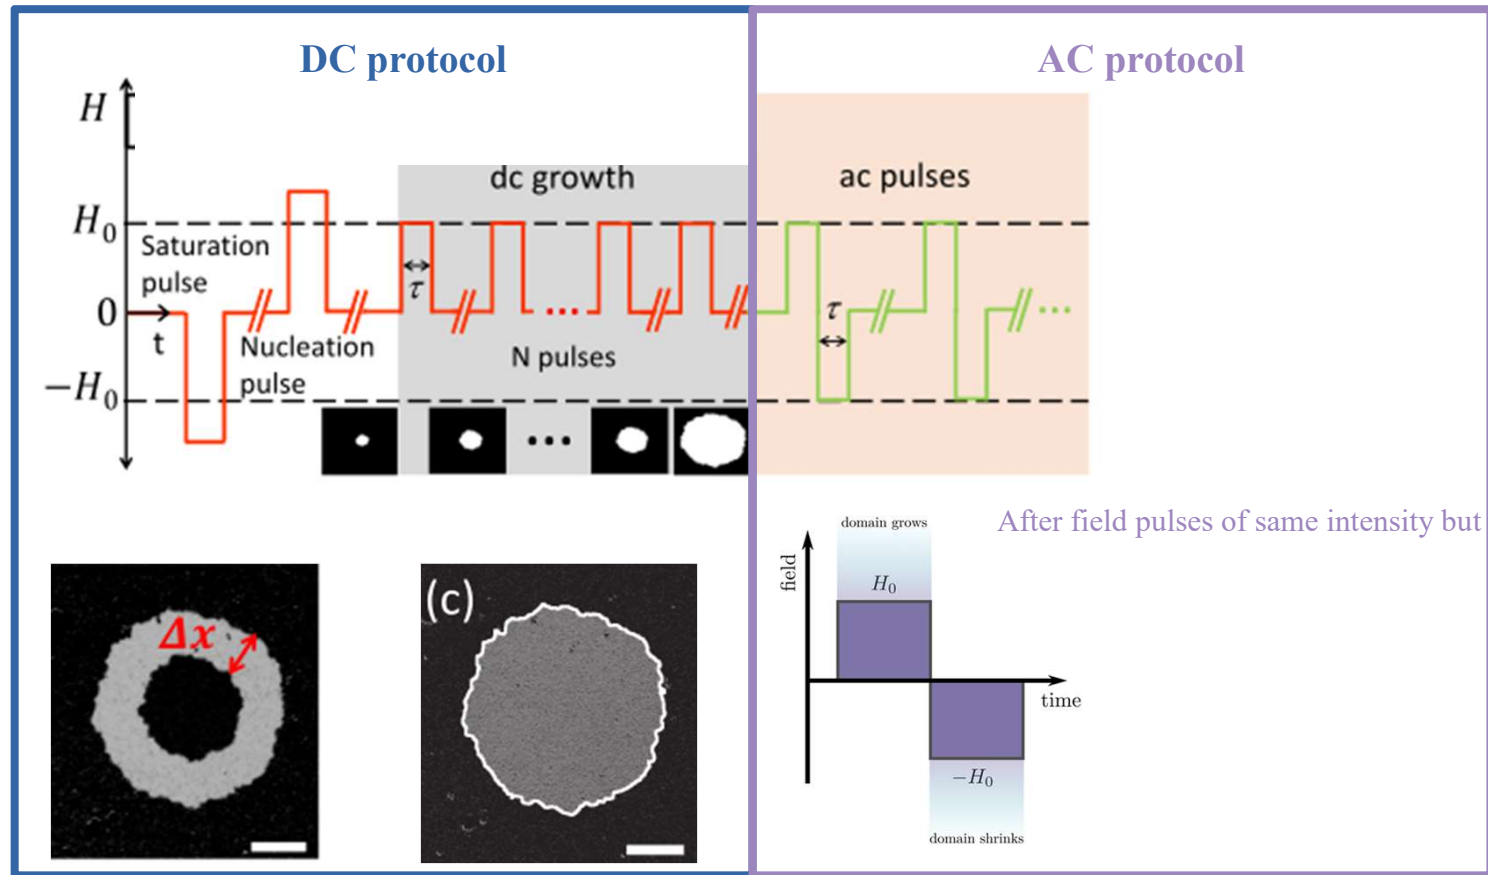 DC protocol
H
dc growth
H₀
Saturation
pulse
τ
0
t
Nucleation
pulse
N pulses
−H₀
Δx
(c)
AC protocol
ac pulses
τ
After field pulses of same intensity but
domain grows
field
H₀
time
−H₀
domain shrinks